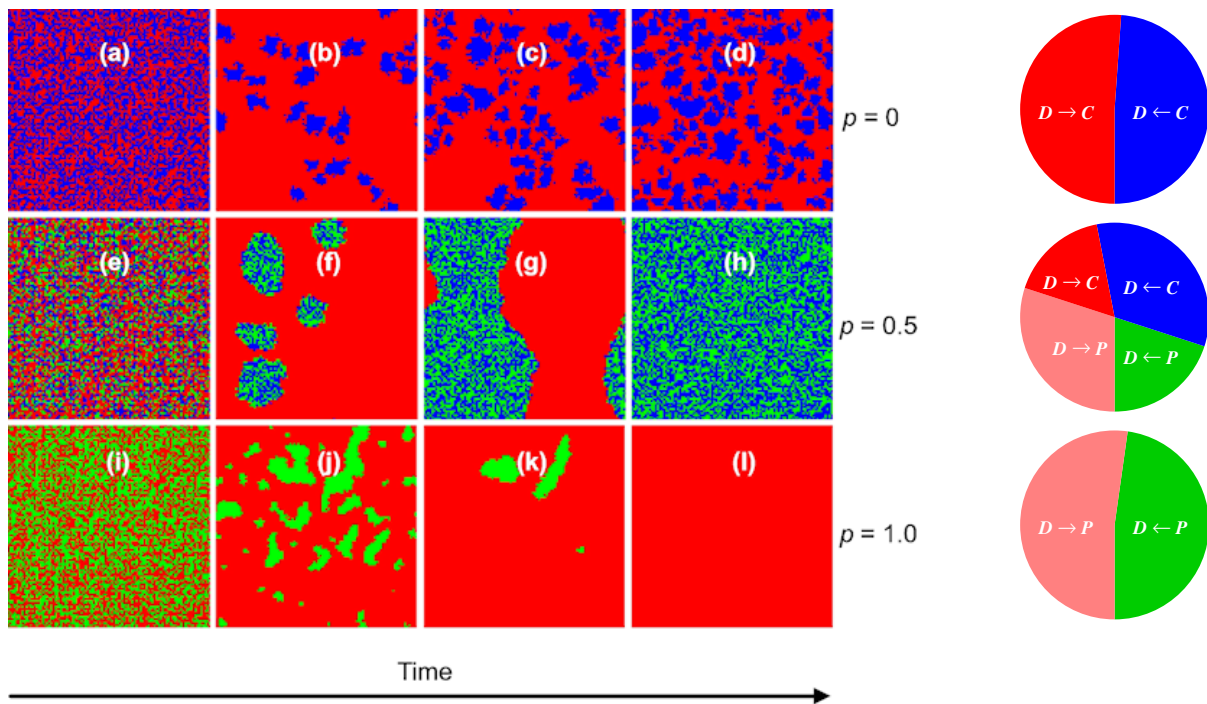 (a)
(b)
(c)
(d)
p = 0
D → C
D ← C
(e)
(f)
(g)
(h)
p = 0.5
D → C
D ← C
D → P
D ← P
(i)
(j)
(k)
(l)
p = 1.0
D → P
D ← P
Time